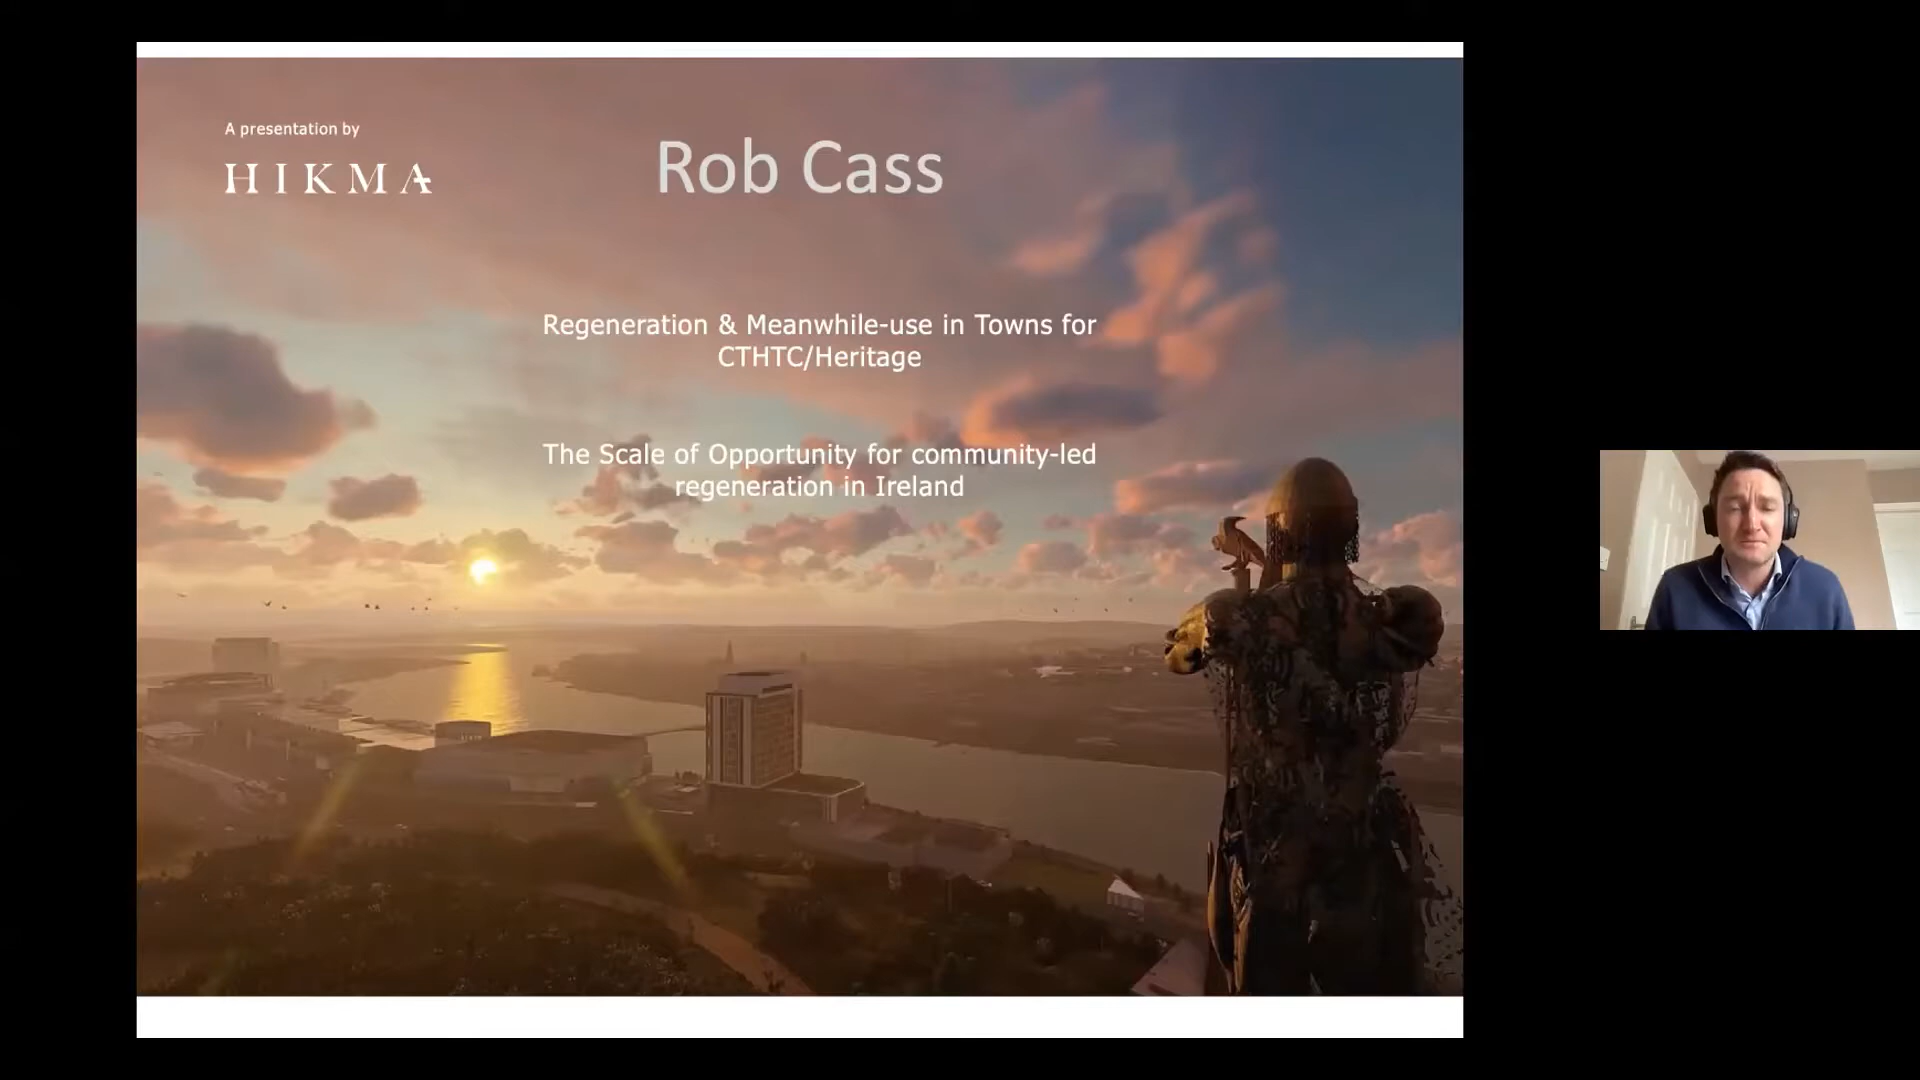 A presentation by
HIKMA
Rob Cass
Regeneration & Meanwhile-use in Towns for
CTHTC/Heritage
The Scale of Opportunity for community-led
regeneration in Ireland